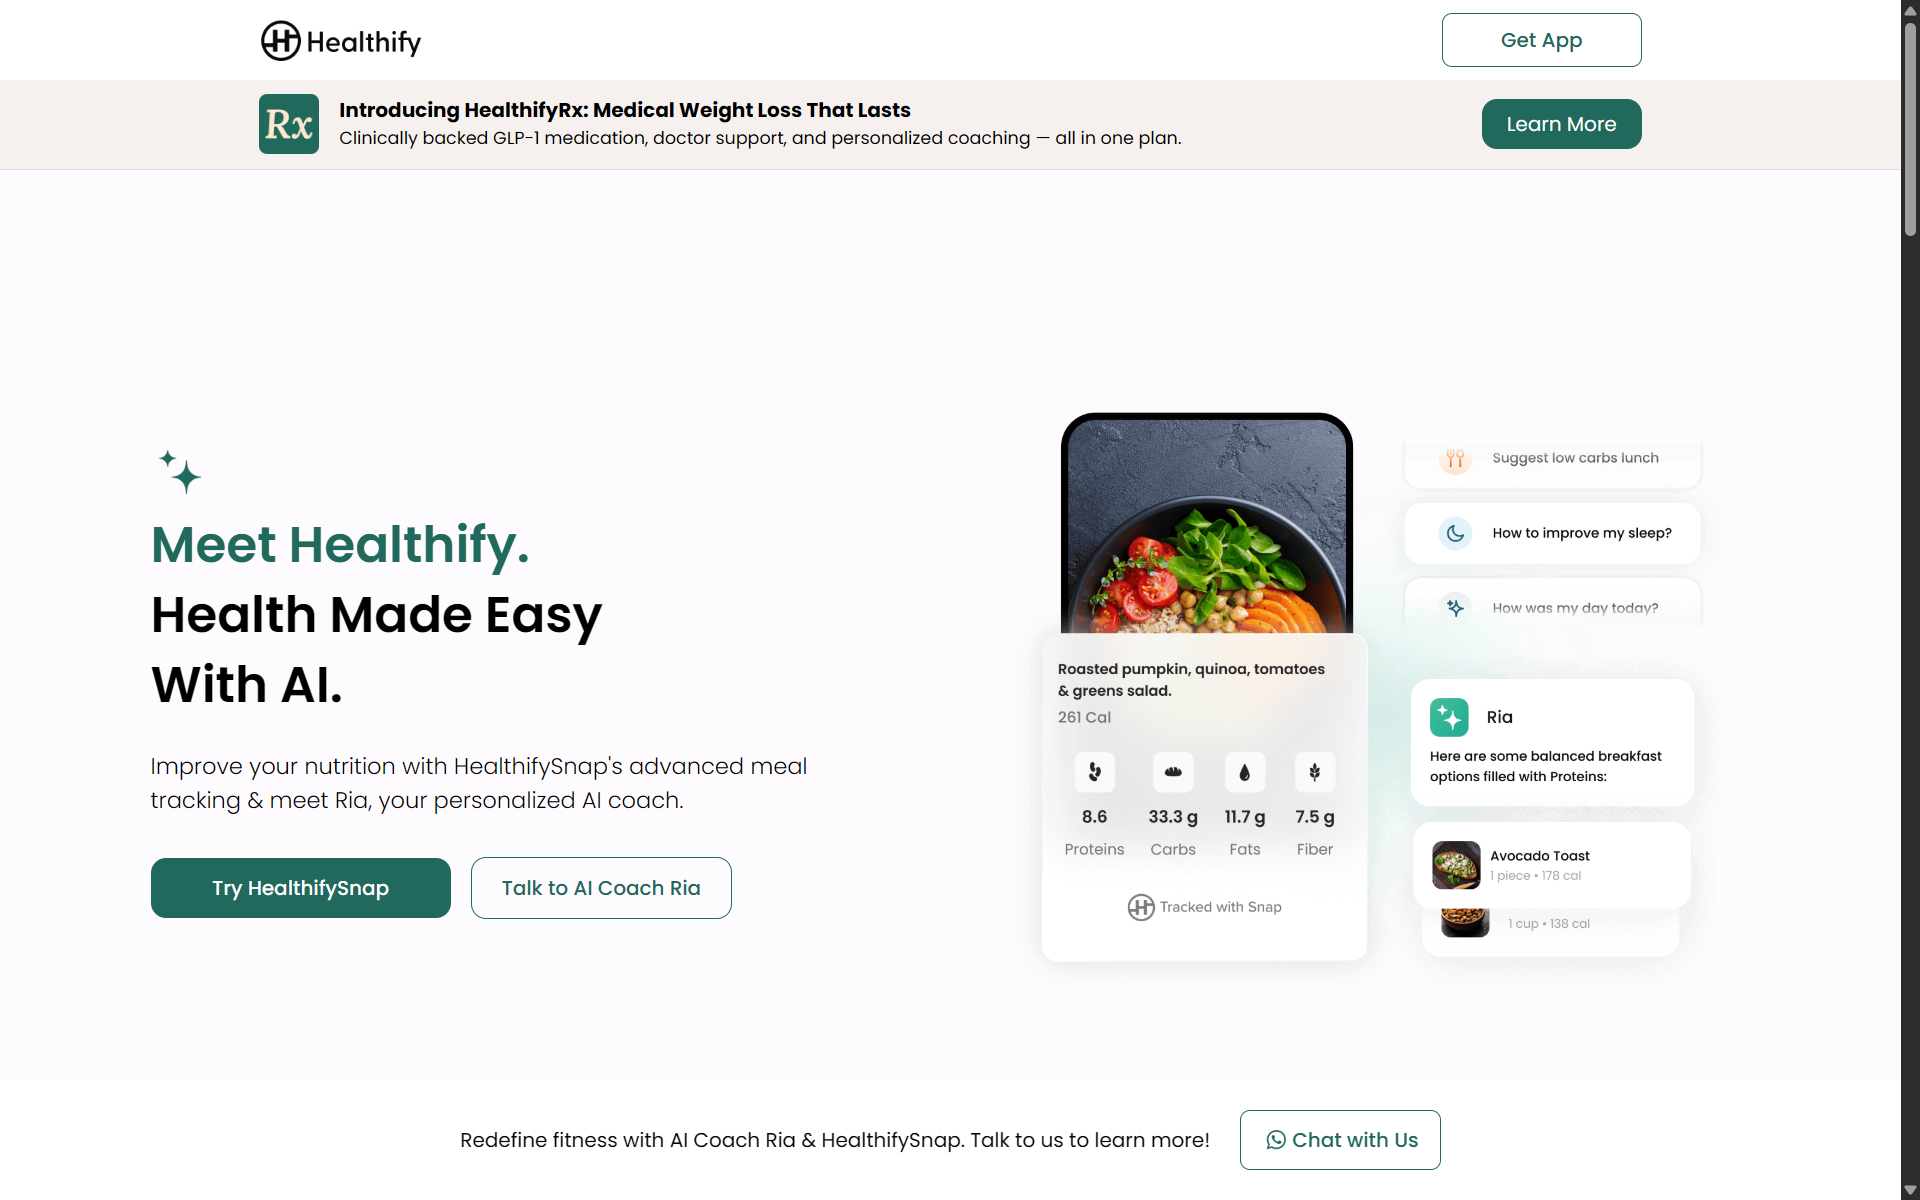 Healthify
Get App
Rx
Introducing HealthifyRx: Medical Weight Loss That Lasts
Clinically backed GLP-1 medication, doctor support, and personalized coaching — all in one plan.
Learn More
Meet Healthify.
Health Made Easy
With AI.
Improve your nutrition with HealthifySnap's advanced meal
tracking & meet Ria, your personalized AI coach.
Try HealthifySnap
Talk to AI Coach Ria
Roasted pumpkin, quinoa, tomatoes
& greens salad.
261 Cal
8.6 33.3 g 11.7 g 7.5 g
Proteins Carbs Fats Fiber
Tracked with Snap
Suggest low carbs lunch
How to improve my sleep?
How was my day today?
Ria
Here are some balanced breakfast
options filled with Proteins:
Avocado Toast
1 piece • 178 cal
1 cup • 138 cal
Redefine fitness with AI Coach Ria & HealthifySnap. Talk to us to learn more!
Chat with Us